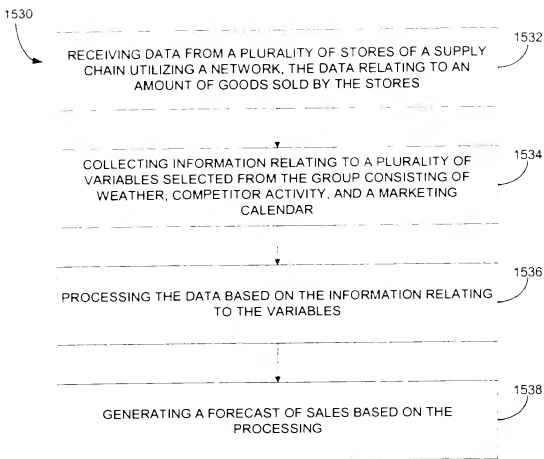 1530
1532
RECEIVING DATA FROM A PLURALITY OF STORES OF A SUPPLY
CHAIN UTILIZING A NETWORK, THE DATA RELATING TO AN
AMOUNT OF GOODS SOLD BY THE STORES
1534
COLLECTING INFORMATION RELATING TO A PLURALITY OF
VARIABLES SELECTED FROM THE GROUP CONSISTING OF
WEATHER, COMPETITOR ACTIVITY, AND A MARKETING
CALENDAR
1536
PROCESSING THE DATA BASED ON THE INFORMATION RELATING
TO THE VARIABLES
1538
GENERATING A FORECAST OF SALES BASED ON THE
PROCESSING